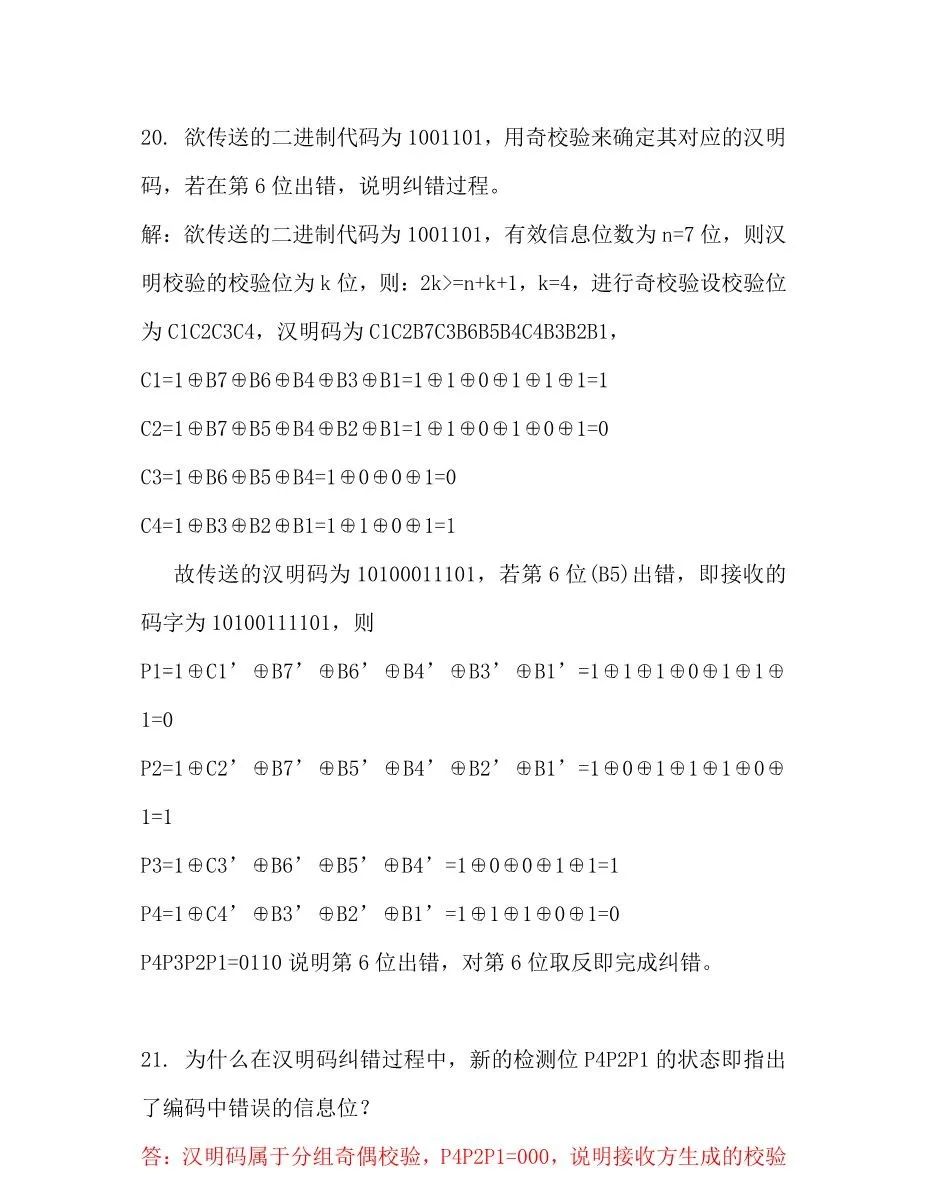 20. 欲传送的二进制代码为 1001101，用奇校验来确定其对应的汉明
码，若在第 6 位出错，说明纠错过程。
解：欲传送的二进制代码为 1001101，有效信息位数为 n=7 位，则汉
明校验的校验位为 k 位，则：2k>=n+k+1，k=4，进行奇校验设校验位
为 C1C2C3C4，汉明码为 C1C2B7C3B6B5B4C4B3B2B1，
C1=1⊕B7⊕B6⊕B4⊕B3⊕B1=1⊕1⊕0⊕1⊕1⊕1=1
C2=1⊕B7⊕B5⊕B4⊕B2⊕B1=1⊕1⊕0⊕1⊕0⊕1=0
C3=1⊕B6⊕B5⊕B4=1⊕0⊕0⊕1=0
C4=1⊕B3⊕B2⊕B1=1⊕1⊕0⊕1=1
故传送的汉明码为 10100011101，若第 6 位(B5)出错，即接收的
码字为 10100111101，则
P1=1⊕C1’⊕B7’⊕B6’⊕B4’⊕B3’⊕B1’=1⊕1⊕1⊕0⊕1⊕1⊕
1=0
P2=1⊕C2’⊕B7’⊕B5’⊕B4’⊕B2’⊕B1’=1⊕0⊕1⊕1⊕1⊕0⊕
1=1
P3=1⊕C3’⊕B6’⊕B5’⊕B4’=1⊕0⊕0⊕1⊕1=1
P4=1⊕C4’⊕B3’⊕B2’⊕B1’=1⊕1⊕1⊕0⊕1=0
P4P3P2P1=0110 说明第 6 位出错，对第 6 位取反即完成纠错。
21. 为什么在汉明码纠错过程中，新的检测位 P4P2P1 的状态即指出
了编码中错误的信息位？
答：汉明码属于分组奇偶校验，P4P2P1=000，说明接收方生成的校验